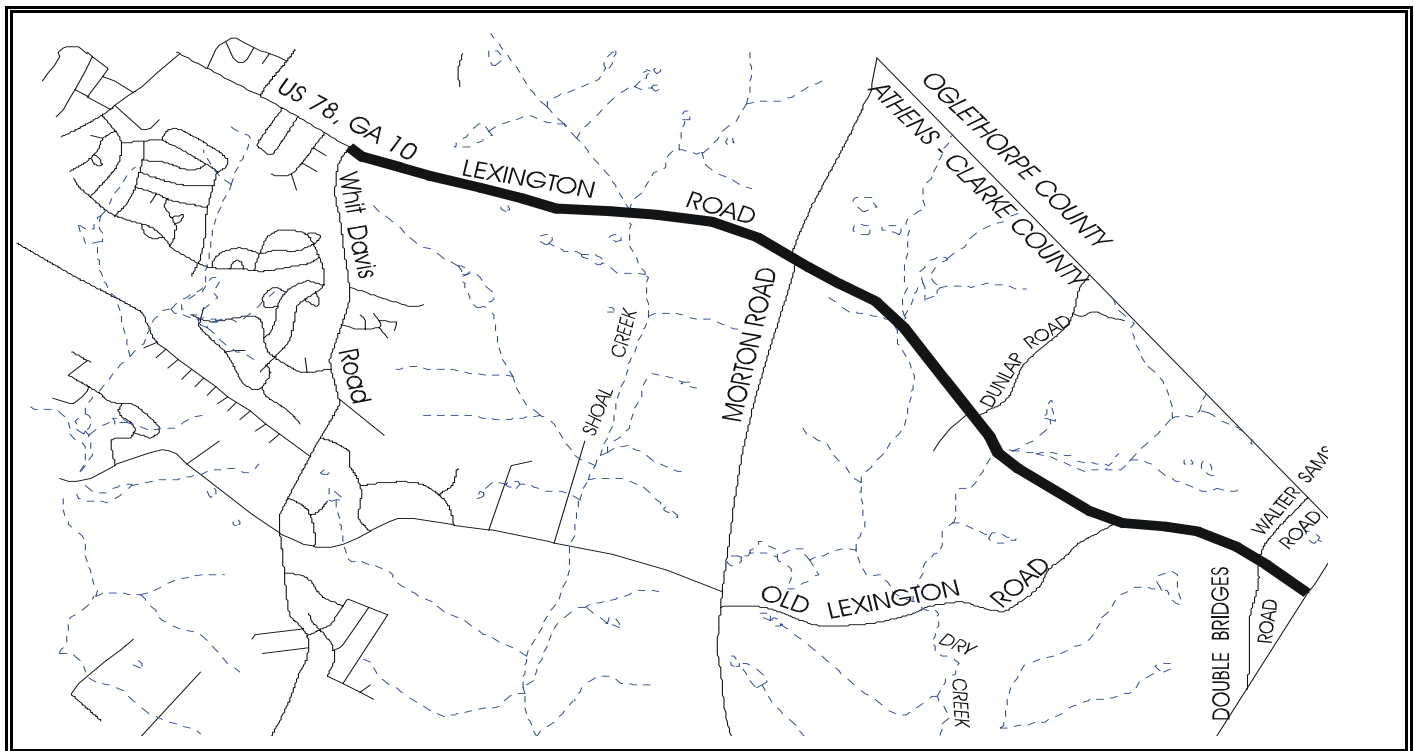 US 78, GA 10
LEXINGTON ROAD
OGLETHORPE COUNTY
ATHENS - CLARKE COUNTY
Whit Davis Road
MORTON ROAD
SHOAL CREEK
DUNLAP ROAD
WALTER SAMS ROAD
OLD LEXINGTON ROAD
DOUBLE BRIDGES ROAD
DRY CREEK